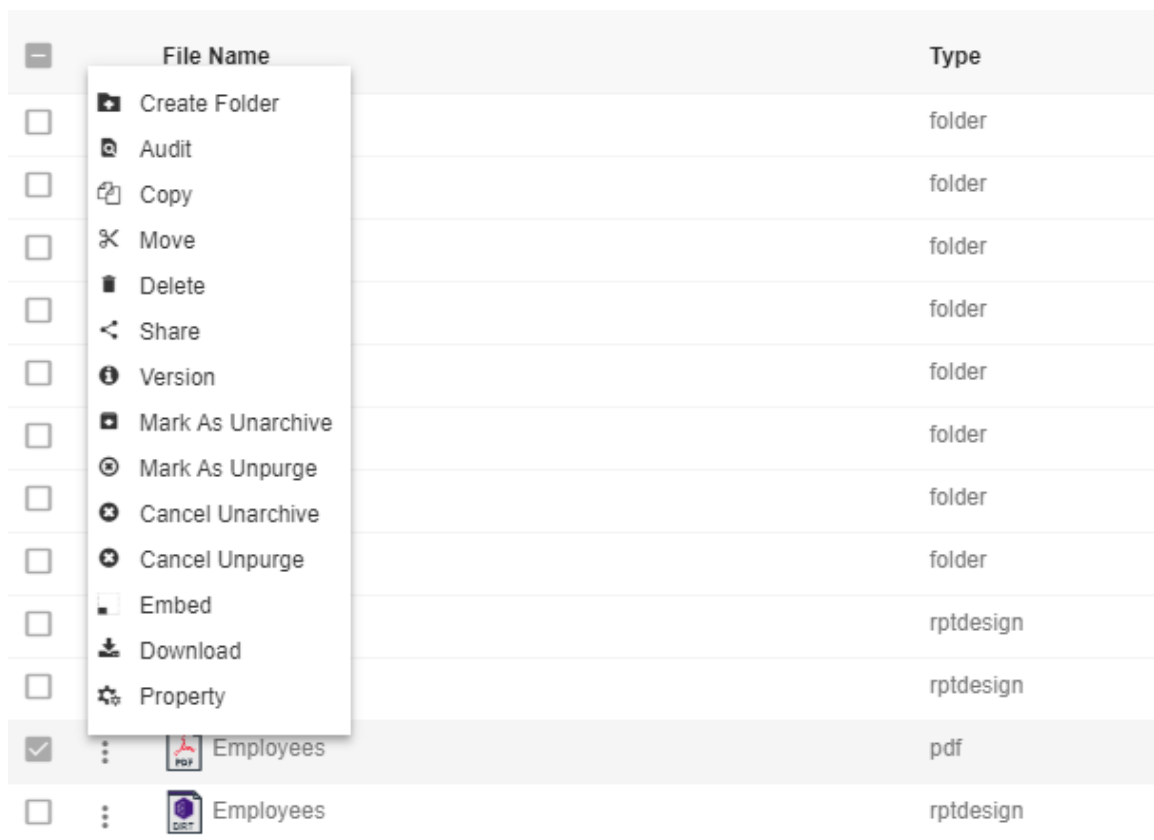 File Name Type
Create Folder folder
Audit
Copy folder
Move folder
Delete
Share folder
Version folder
Mark As Unarchive folder
Mark As Unpurge
Cancel Unarchive folder
Cancel Unpurge folder
Embed
Download rptdesign
Property rptdesign
PDF Employees pdf
BIRT Employees rptdesign